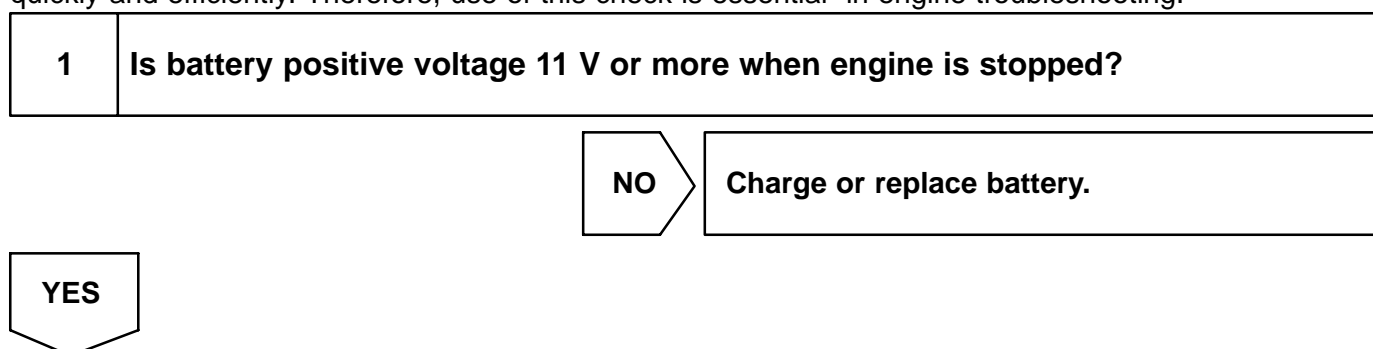 quickly and efficiently. Therefore, use of this check is essential in engine troubleshooting.
1 Is battery positive voltage 11 V or more when engine is stopped?
NO Charge or replace battery.
YES